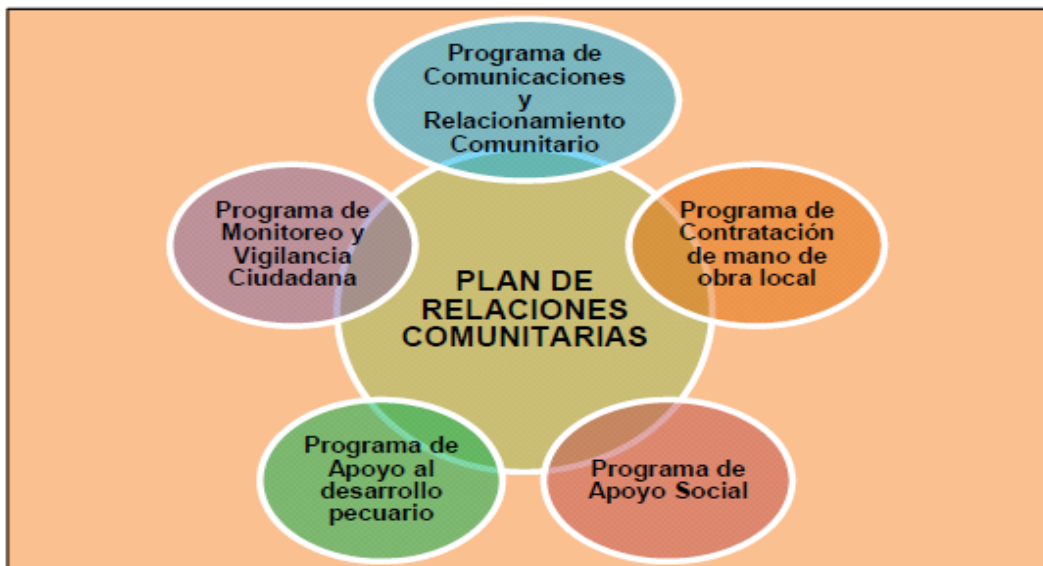 Programa de
Comunicaciones
y
Relacionamiento
Comunitario
Programa de
Monitoreo y
Vigilancia
Ciudadana
Programa de
Contratación
de mano de
obra local
PLAN DE
RELACIONES
COMUNITARIAS
Programa de
Apoyo al
desarrollo
pecuario
Programa de
Apoyo Social